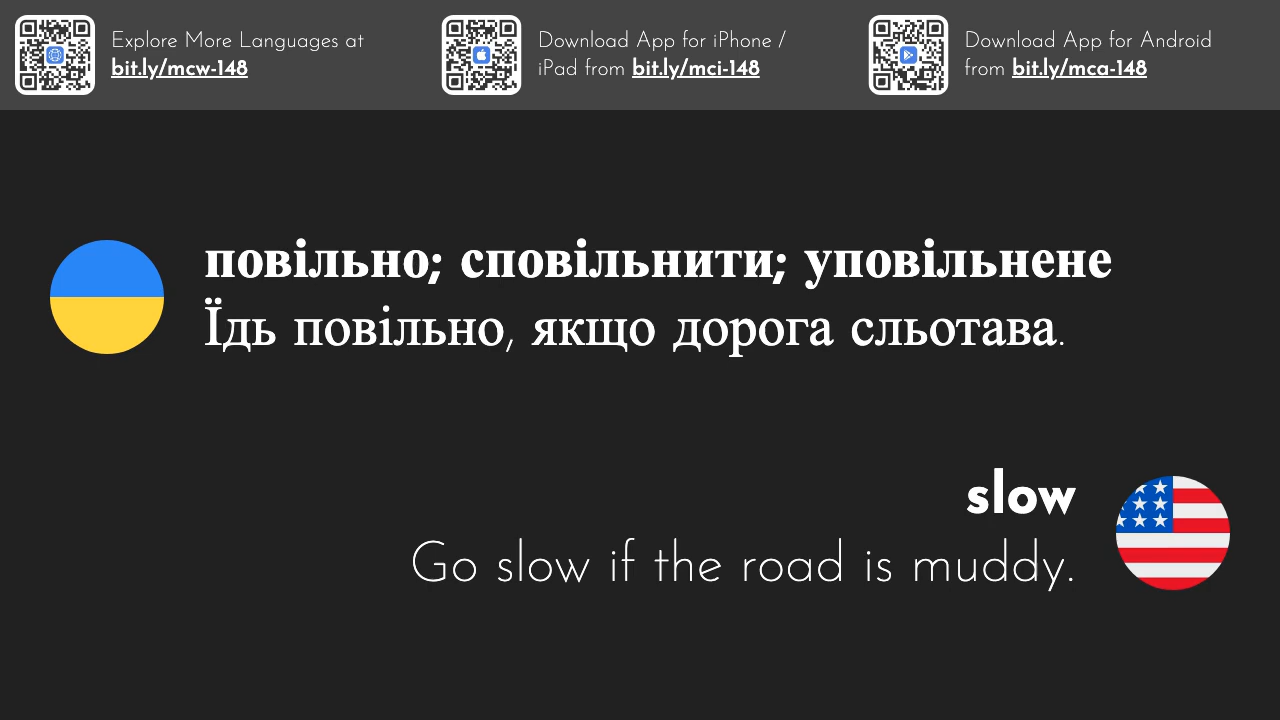 Explore More Languages at
bit.ly/mcw-148
Download App for iPhone /
iPad from bit.ly/mci-148
Download App for Android
from bit.ly/mca-148
повільно; сповільнити; уповільнене
Їдь повільно, якщо дорога сльотава.
slow
Go slow if the road is muddy.